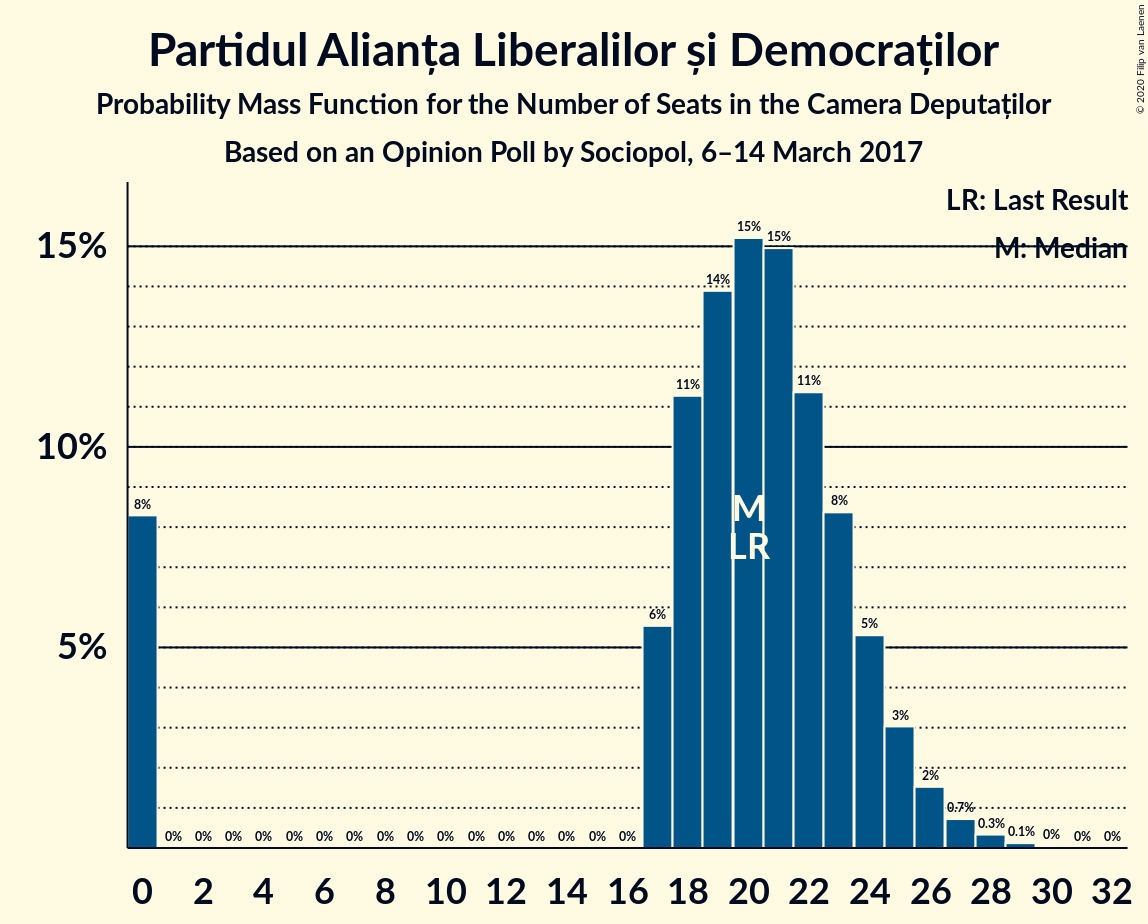 Partidul Alianța Liberalilor și Democraților
Probability Mass Function for the Number of Seats in the Camera Deputaților
Based on an Opinion Poll by Sociopol, 6–14 March 2017
© 2020 Filip van Laenen
LR: Last Result
M: Median
15%
10%
5%
8% 0% 0% 0% 0% 0% 0% 0% 0% 0% 0% 0% 0% 0% 0% 0% 0% 6% 11% 14% 15% 15% 11% 8% 5% 3% 2% 0.7% 0.3% 0.1% 0% 0% 0%
M
LR
0 2 4 6 8 10 12 14 16 18 20 22 24 26 28 30 32